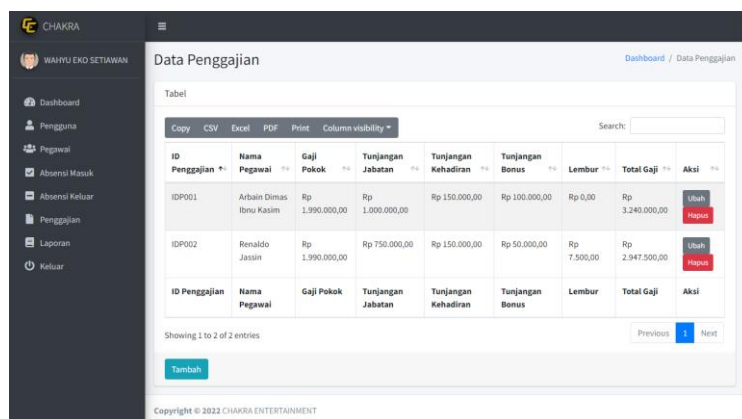 CHAKRA
WAHYU EKO SETIAWAN
Dashboard
Pengguna
Pegawai
Absensi Masuk
Absensi Keluar
Penggajian
Laporan
Keluar
Data Penggajian
Dashboard / Data Penggajian
Tabel
Copy CSV Excel PDF Print Column visibility
Search:
ID Nama Gaji Tunjangan Tunjangan Tunjangan
Penggajian Pegawai Pokok Jabatan Kehadiran Bonus Lembur Total Gaji Aksi
IDP001 Arbain Dimas Rp Rp Rp 150.000,00 Rp 100.000,00 Rp 0,00 Rp Ubah
Ibnu Kasim 1.990.000,00 1.000.000,00 3.240.000,00 Hapus
IDP002 Renaldo Rp Rp 750.000,00 Rp 150.000,00 Rp 50.000,00 Rp Rp Ubah
Jassin 1.990.000,00 7.500,00 2.947.500,00 Hapus
ID Penggajian Nama Gaji Pokok Tunjangan Tunjangan Tunjangan Lembur Total Gaji Aksi
Pegawai Jabatan Kehadiran Bonus
Showing 1 to 2 of 2 entries
Previous 1 Next
Tambah
Copyright © 2022 CHAKRA ENTERTAINMENT